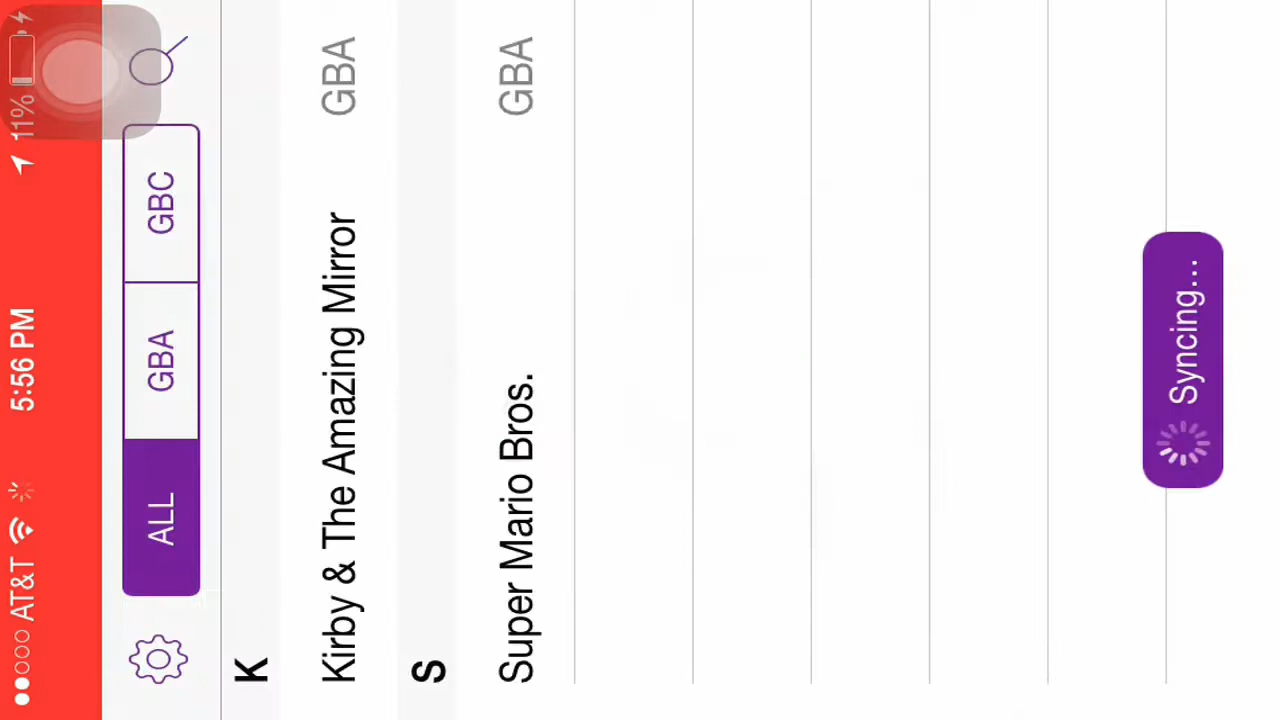 ●●○○○ AT&T 5:56 PM 11%
ALL GBA GBC
K
Kirby & The Amazing Mirror GBA
S
Super Mario Bros. GBA
Syncing...